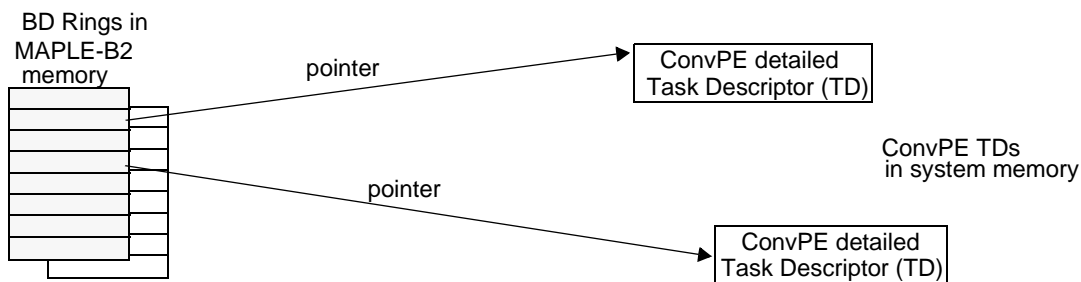 BD Rings in
MAPLE-B2
memory
pointer
ConvPE detailed
Task Descriptor (TD)
ConvPE TDs
in system memory
pointer
ConvPE detailed
Task Descriptor (TD)